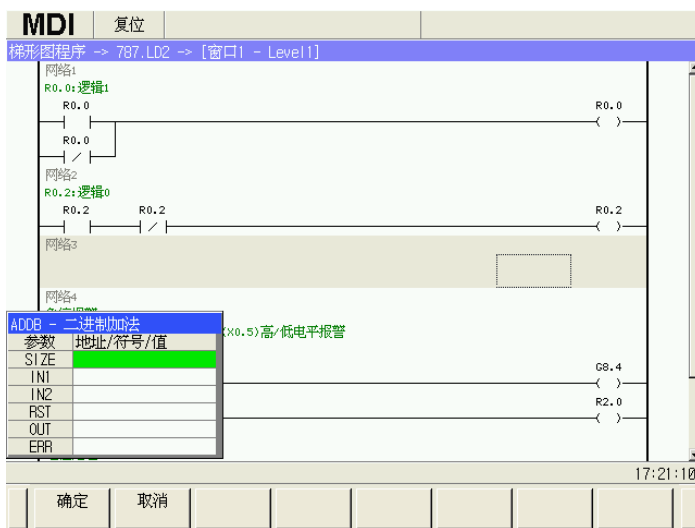 MDI 复位
梯形图程序 -> 787.LD2 -> [窗口1 - Level1]
网络1
R0.0:逻辑1
R0.0 R0.0
R0.0
网络2
R0.2:逻辑0
R0.2 R0.2 R0.2
网络3
网络4
ADDB - 二进制加法
(X0.5)高/低电平报警
参数 地址/符号/值
SIZE
IN1
G8.4
IN2
RST
R2.0
OUT
ERR
17:21:10
确定 取消